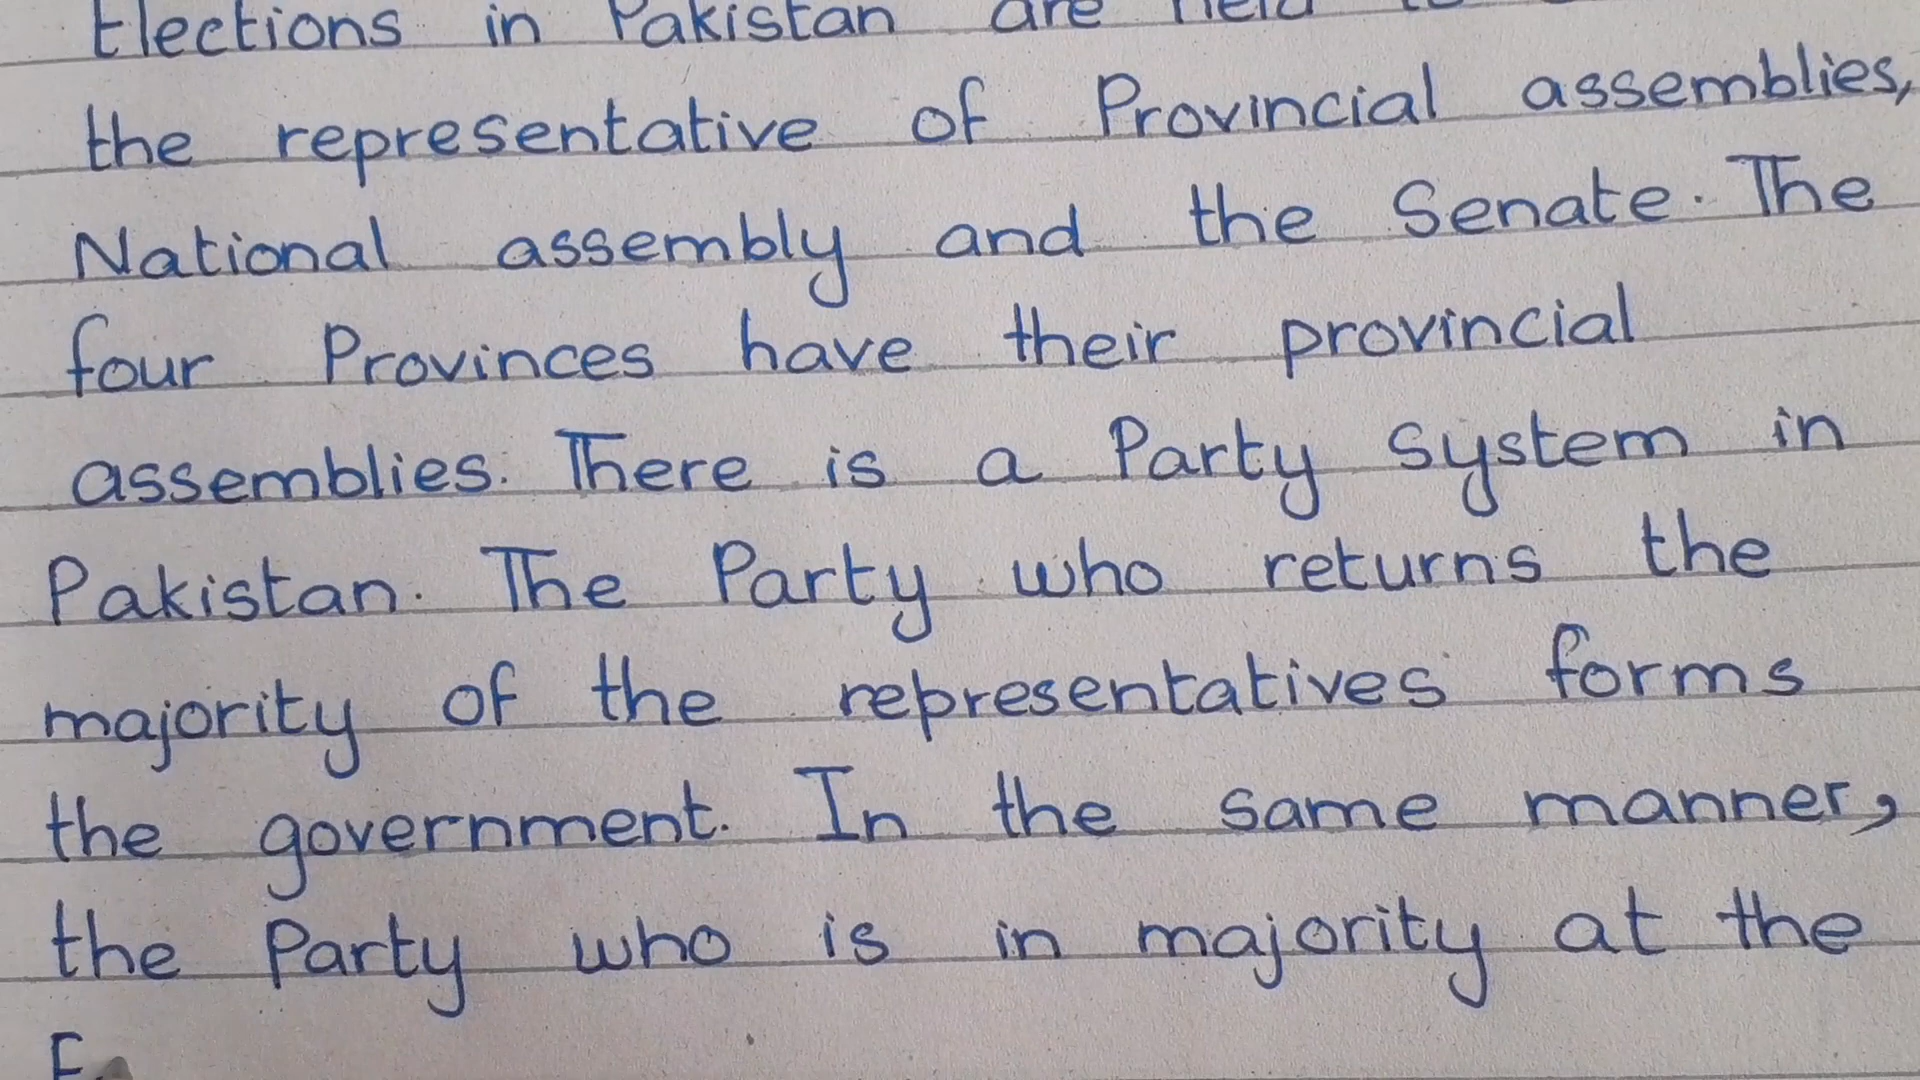 Elections in Pakistan are held to
the representative of Provincial assemblies,
National assembly and the Senate. The
four Provinces have their provincial
assemblies. There is a Party system in
Pakistan. The Party who returns the
majority of the representatives forms
the government. In the same manner,
the Party who is in majority at the